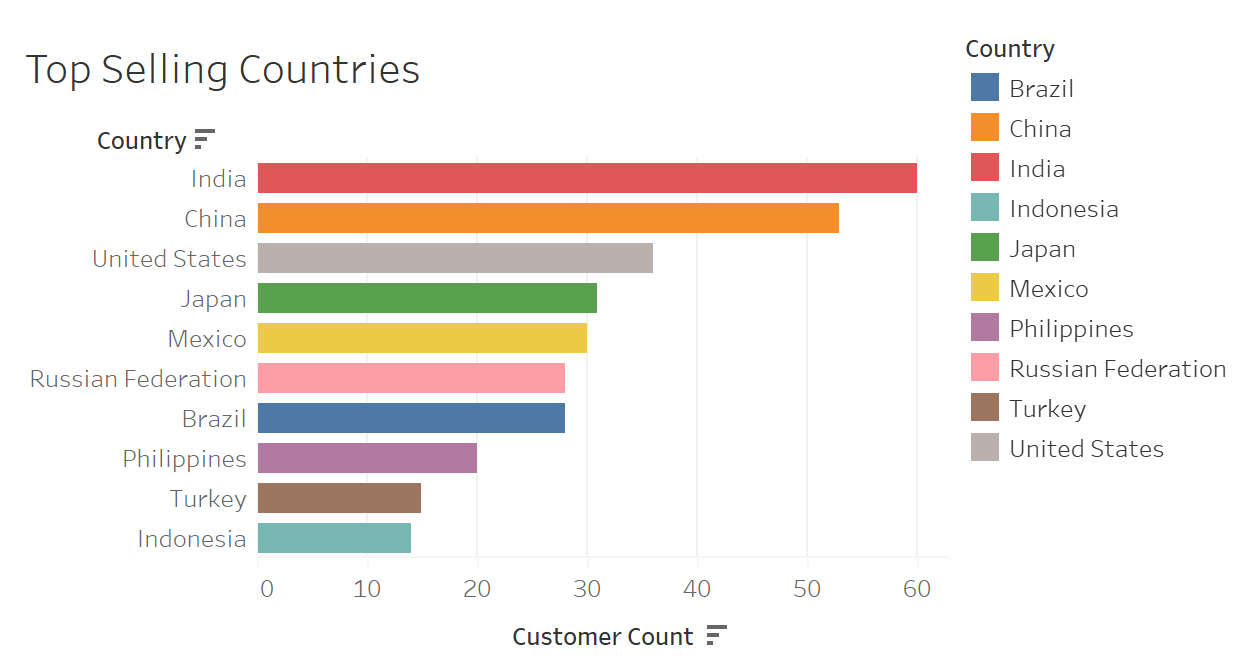 Top Selling Countries
Country
India
China
United States
Japan
Mexico
Russian Federation
Brazil
Philippines
Turkey
Indonesia
0 10 20 30 40 50 60
Customer Count
Country
Brazil
China
India
Indonesia
Japan
Mexico
Philippines
Russian Federation
Turkey
United States